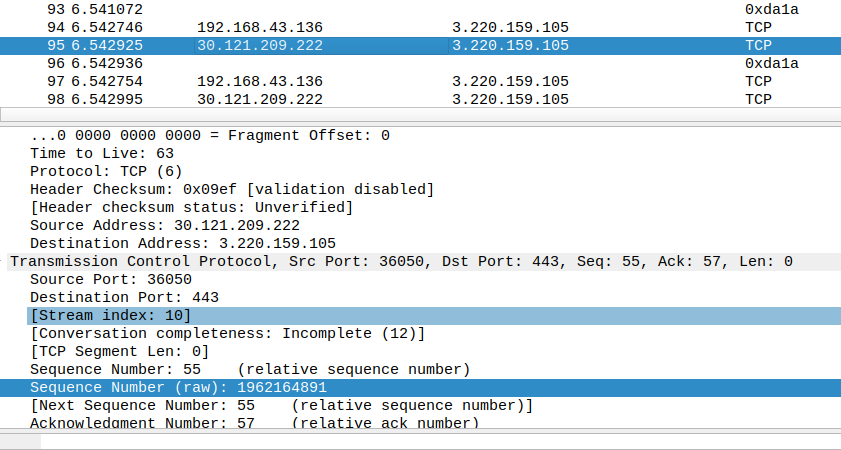 93 6.541072 0xda1a
94 6.542746 192.168.43.136 3.220.159.105 TCP
95 6.542925 30.121.209.222 3.220.159.105 TCP
96 6.542936 0xda1a
97 6.542754 192.168.43.136 3.220.159.105 TCP
98 6.542995 30.121.209.222 3.220.159.105 TCP
...0 0000 0000 0000 = Fragment Offset: 0
Time to Live: 63
Protocol: TCP (6)
Header Checksum: 0x09ef [validation disabled]
[Header checksum status: Unverified]
Source Address: 30.121.209.222
Destination Address: 3.220.159.105
Transmission Control Protocol, Src Port: 36050, Dst Port: 443, Seq: 55, Ack: 57, Len: 0
Source Port: 36050
Destination Port: 443
[Stream index: 10]
[Conversation completeness: Incomplete (12)]
[TCP Segment Len: 0]
Sequence Number: 55 (relative sequence number)
Sequence Number (raw): 1962164891
[Next Sequence Number: 55 (relative sequence number)]
Acknowledgment Number: 57 (relative ack number)